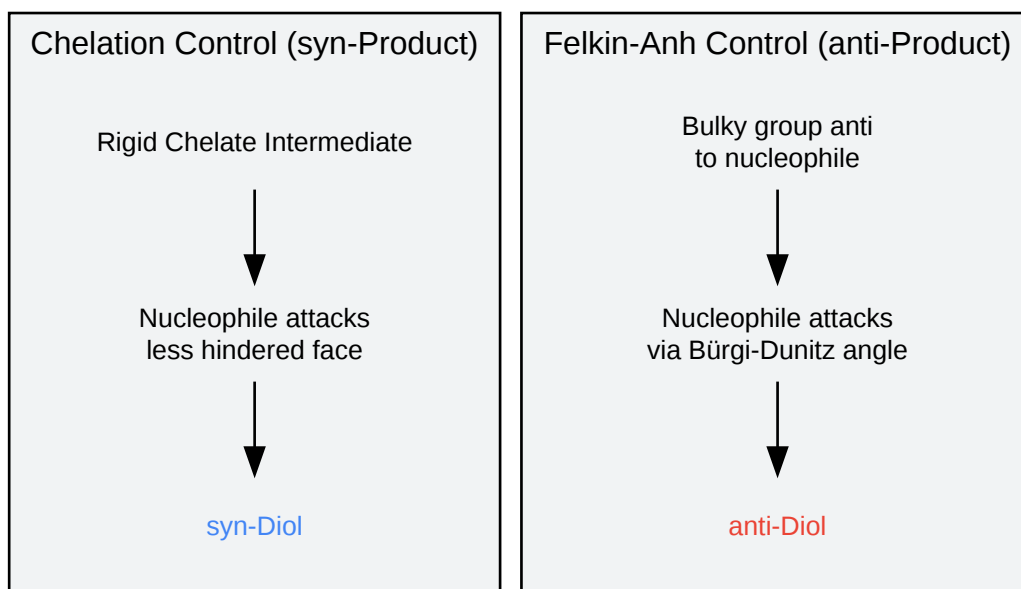 Chelation Control (syn-Product)
Rigid Chelate Intermediate
Nucleophile attacks
less hindered face
syn-Diol
Felkin-Anh Control (anti-Product)
Bulky group anti
to nucleophile
Nucleophile attacks
via Bürgi-Dunitz angle
anti-Diol